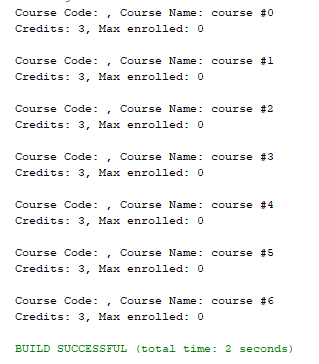 Course Code: , Course Name: course #0
Credits: 3, Max enrolled: 0
Course Code: , Course Name: course #1
Credits: 3, Max enrolled: 0
Course Code: , Course Name: course #2
Credits: 3, Max enrolled: 0
Course Code: , Course Name: course #3
Credits: 3, Max enrolled: 0
Course Code: , Course Name: course #4
Credits: 3, Max enrolled: 0
Course Code: , Course Name: course #5
Credits: 3, Max enrolled: 0
Course Code: , Course Name: course #6
Credits: 3, Max enrolled: 0
BUILD SUCCESSFUL (total time: 2 seconds)